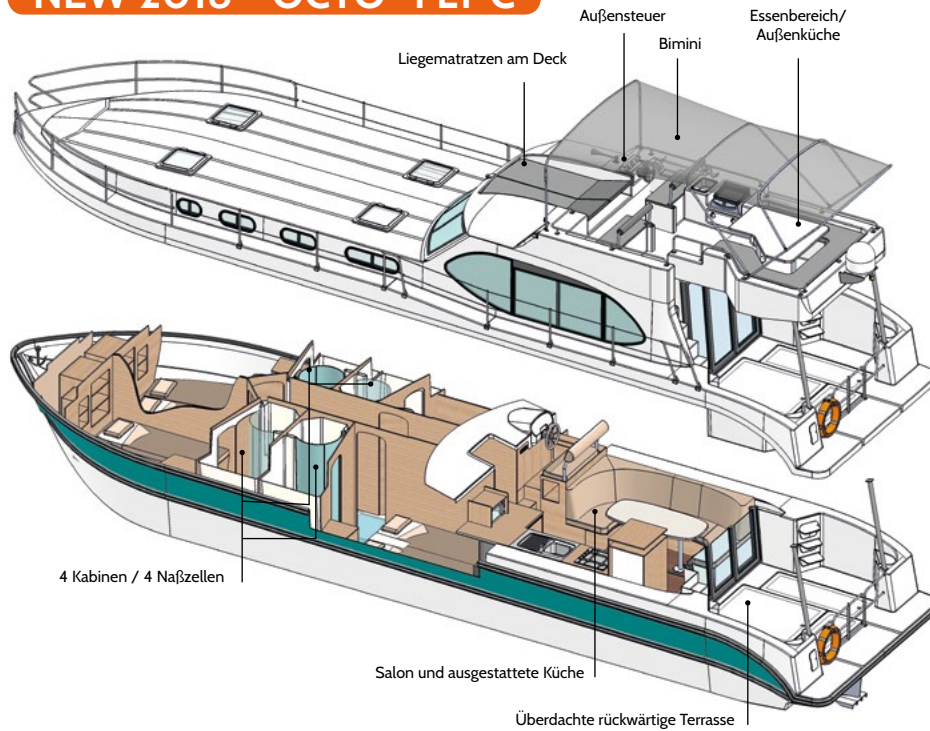 Außensteuer
Essenbereich/
Außenküche
Bimini
Liegematratzen am Deck
4 Kabinen / 4 Naßzellen
Salon und ausgestattete Küche
Überdachte rückwärtige Terrasse